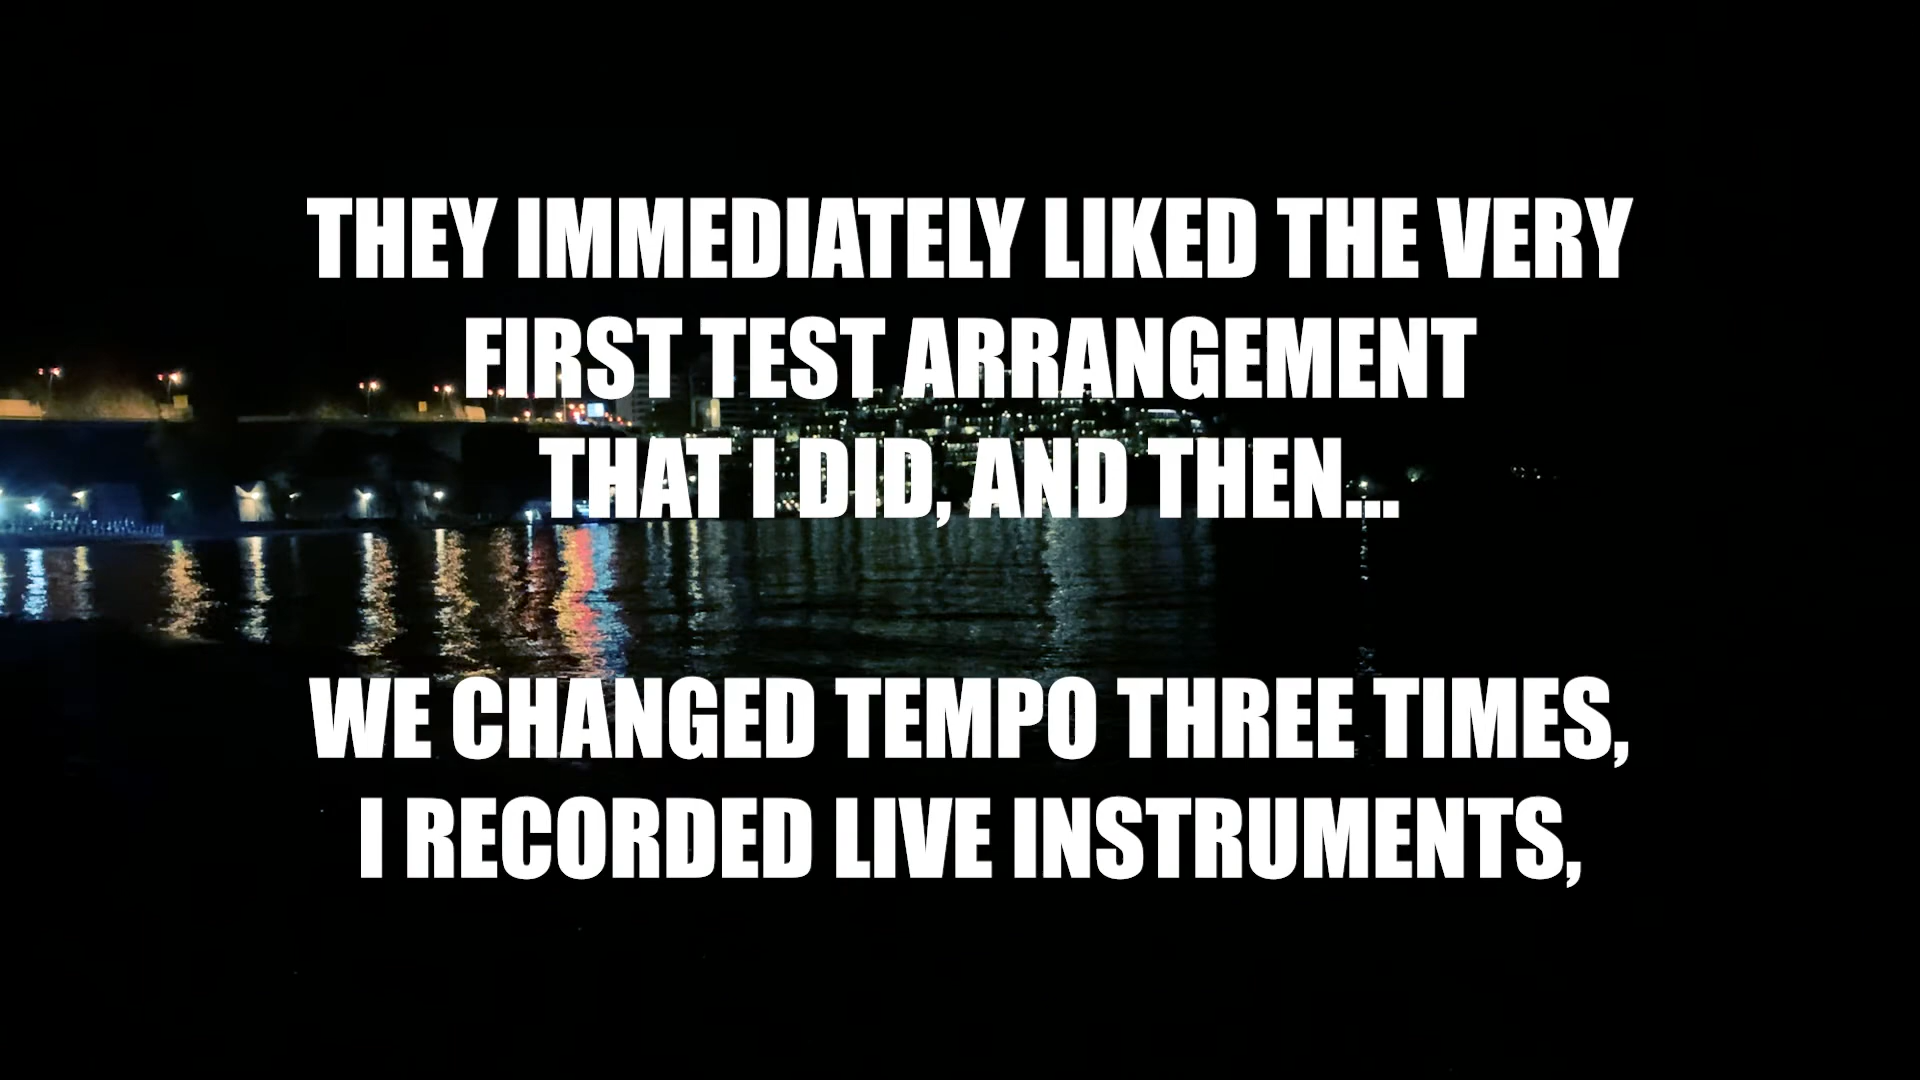 THEY IMMEDIATELY LIKED THE VERY
FIRST TEST ARRANGEMENT
THAT I DID, AND THEN...
WE CHANGED TEMPO THREE TIMES,
I RECORDED LIVE INSTRUMENTS,